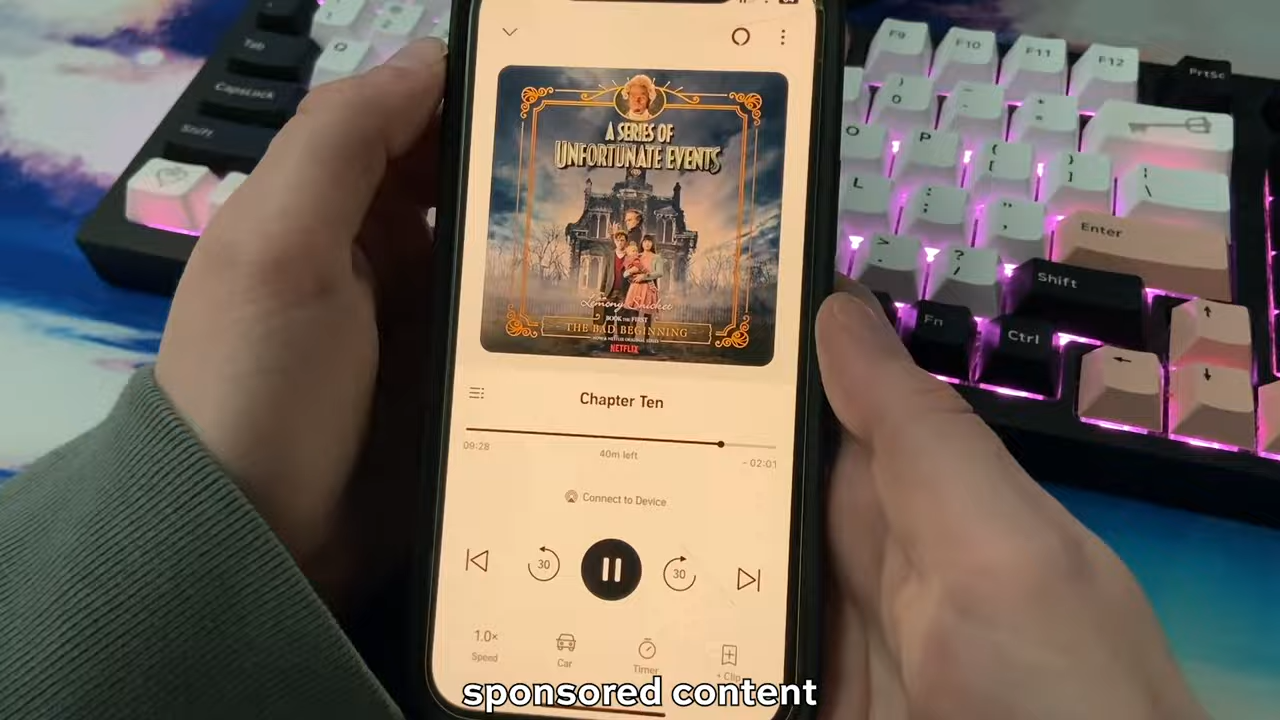 A SERIES OF
UNFORTUNATE EVENTS
Lemony Snicket
BOOK the FIRST
THE BAD BEGINNING
NETFLIX
Chapter Ten
09:28
40m left
- 02:01
Connect to Device
30
30
1.0×
Speed
Car
Timer
+ Clip
sponsored content
Tab
CapsLock
Shift
Q
F9
F10
F11
F12
PrtSc
)
0
-
+
=
O
P
{
[
}
]
|
\
L
:
;
"
,
Enter
>
.
?
/
Shift
Fn
Ctrl
↑
←
↓